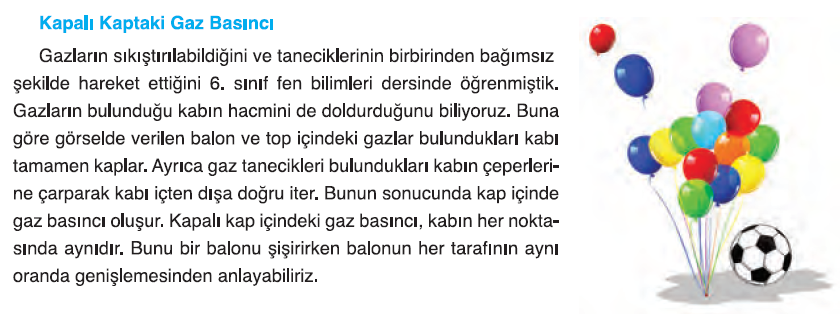 Kapalı Kaptaki Gaz Basıncı
Gazların sıkıştırılabildiğini ve taneciklerinin birbirinden bağımsız
şekilde hareket ettiğini 6. sınıf fen bilimleri dersinde öğrenmiştik.
Gazların bulunduğu kabın hacmini de doldurduğunu biliyoruz. Buna
göre görselde verilen balon ve top içindeki gazlar bulundukları kabı
tamamen kaplar. Ayrıca gaz tanecikleri bulundukları kabın çeperleri-
ne çarparak kabı içten dışa doğru iter. Bunun sonucunda kap içinde
gaz basıncı oluşur. Kapalı kap içindeki gaz basıncı, kabın her nokta-
sında aynıdır. Bunu bir balonu şişirirken balonun her tarafının aynı
oranda genişlemesinden anlayabiliriz.